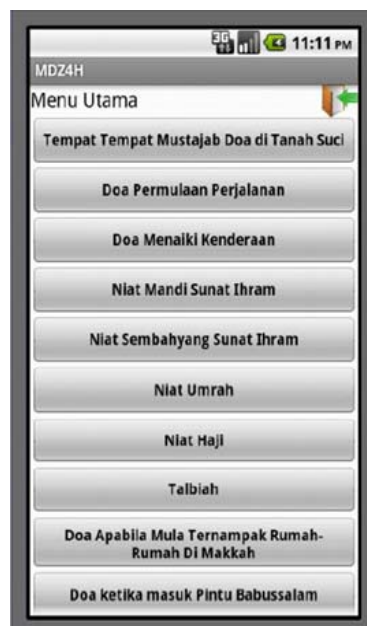 3G 11:11 PM
MDZ4H
Menu Utama
Tempat Tempat Mustajab Doa di Tanah Suci
Doa Permulaan Perjalanan
Doa Menaiki Kenderaan
Niat Mandi Sunat Ihram
Niat Sembahyang Sunat Ihram
Niat Umrah
Niat Haji
Talbiah
Doa Apabila Mula Ternampak Rumah-
Rumah Di Makkah
Doa ketika masuk Pintu Babussalam